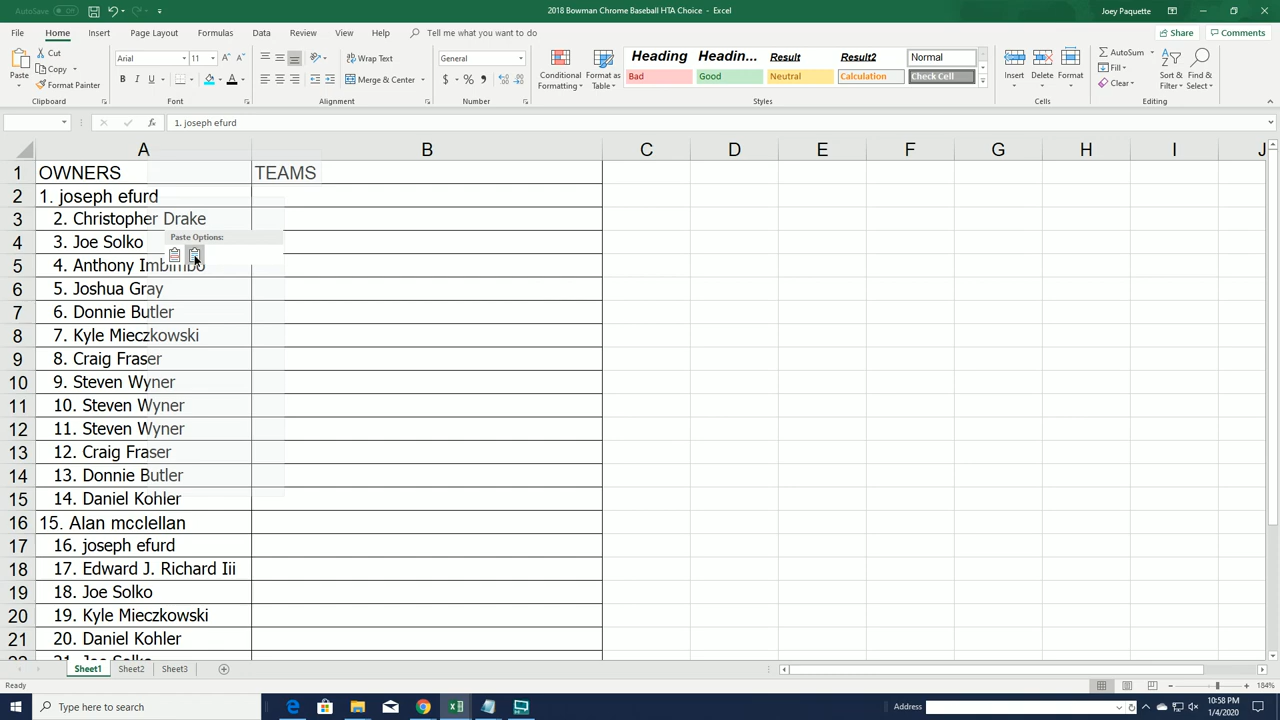 AutoSave Off 2018 Bowman Chrome Baseball HTA Choice - Excel Joey Paquette
File Home Insert Page Layout Formulas Data Review View Help Tell me what you want to do Share Comments
Cut
Copy
Format Painter
Paste
Clipboard
Arial 11
B I U
Font
Wrap Text
Merge & Center
Alignment
General
$ % ,
Number
Conditional Formatting
Format as Table
Heading Headin... Result Result2 Normal
Bad Good Neutral Calculation Check Cell
Styles
Insert Delete Format
Cells
AutoSum
Fill
Clear
Sort & Filter
Find & Select
Editing
fx 1. joseph efurd
A B C D E F G H I J
1 OWNERS TEAMS
2 1. joseph efurd
3 2. Christopher Drake
Paste Options:
4 3. Joe Solko
5 4. Anthony Imbimbo
6 5. Joshua Gray
7 6. Donnie Butler
8 7. Kyle Mieczkowski
9 8. Craig Fraser
10 9. Steven Wyner
11 10. Steven Wyner
12 11. Steven Wyner
13 12. Craig Fraser
14 13. Donnie Butler
15 14. Daniel Kohler
16 15. Alan mcclellan
17 16. joseph efurd
18 17. Edward J. Richard Iii
19 18. Joe Solko
20 19. Kyle Mieczkowski
21 20. Daniel Kohler
22 21. Joe Solko
Sheet1 Sheet2 Sheet3
Ready 184%
Type here to search Address 10:58 PM
1/4/2020